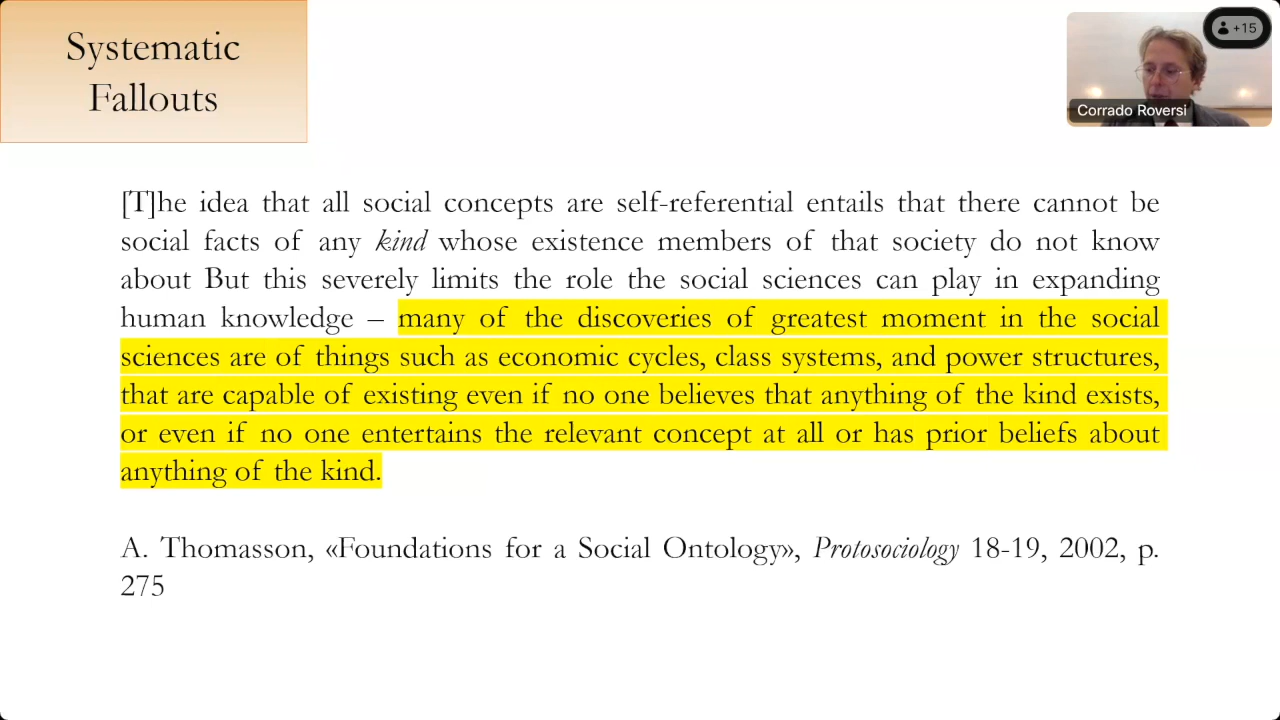 Systematic
Fallouts
+15
Corrado Roversi
[T]he idea that all social concepts are self-referential entails that there cannot be
social facts of any kind whose existence members of that society do not know
about But this severely limits the role the social sciences can play in expanding
human knowledge – many of the discoveries of greatest moment in the social
sciences are of things such as economic cycles, class systems, and power structures,
that are capable of existing even if no one believes that anything of the kind exists,
or even if no one entertains the relevant concept at all or has prior beliefs about
anything of the kind.
A. Thomasson, «Foundations for a Social Ontology», Protosociology 18-19, 2002, p.
275